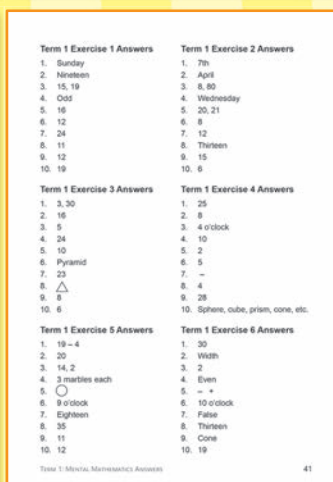 Term 1 Exercise 1 Answers
1. Sunday
2. Nineteen
3. 15, 19
4. Odd
5. 16
6. 12
7. 24
8. 11
9. 12
10. 19
Term 1 Exercise 2 Answers
1. 7th
2. April
3. 8, 80
4. Wednesday
5. 20, 21
6. 8
7. 12
8. Thirteen
9. 15
10. 6
Term 1 Exercise 3 Answers
1. 3, 30
2. 16
3. 5
4. 24
5. 10
6. Pyramid
7. 23
8. △
9. 8
10. 6
Term 1 Exercise 4 Answers
1. 25
2. 8
3. 4 o'clock
4. 10
5. 2
6. 5
7. –
8. 4
9. 28
10. Sphere, cube, prism, cone, etc.
Term 1 Exercise 5 Answers
1. 19 – 4
2. 20
3. 14, 2
4. 3 marbles each
5. ◯
6. 9 o'clock
7. Eighteen
8. 35
9. 11
10. 12
Term 1 Exercise 6 Answers
1. 30
2. Width
3. 2
4. Even
5. – +
6. 10 o'clock
7. False
8. Thirteen
9. Cone
10. 19
Term 1: Mental Mathematics Answers 41